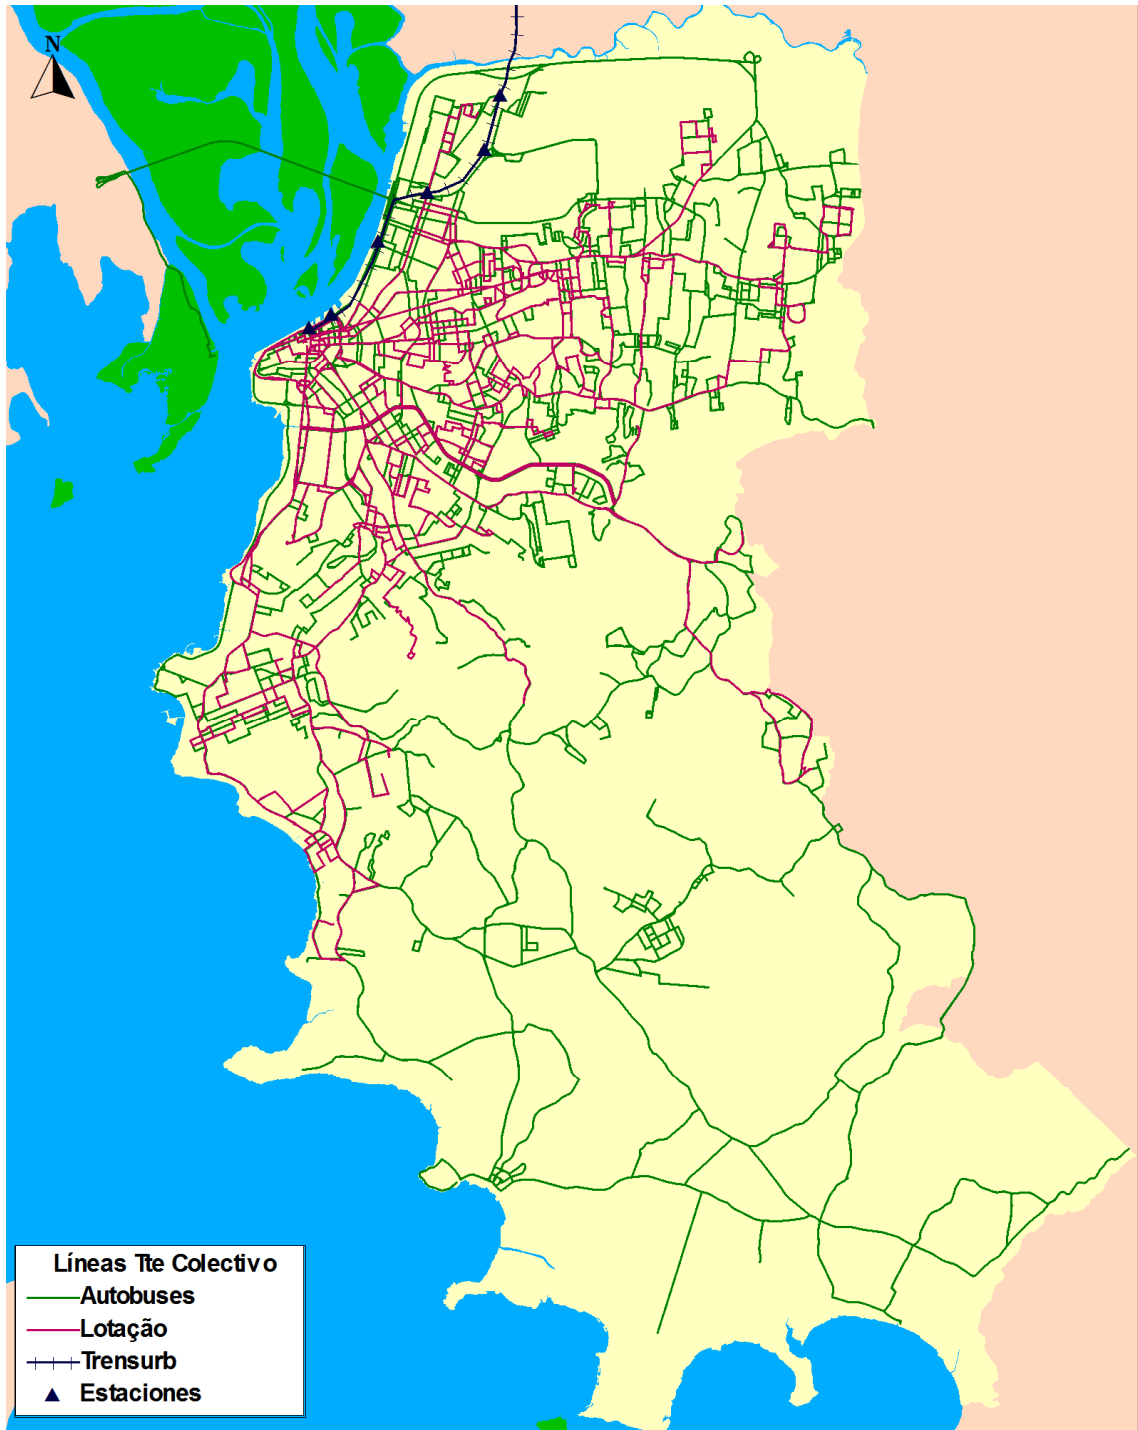 N
Líneas Tte Colectivo
Autobuses
Lotação
Trensurb
Estaciones